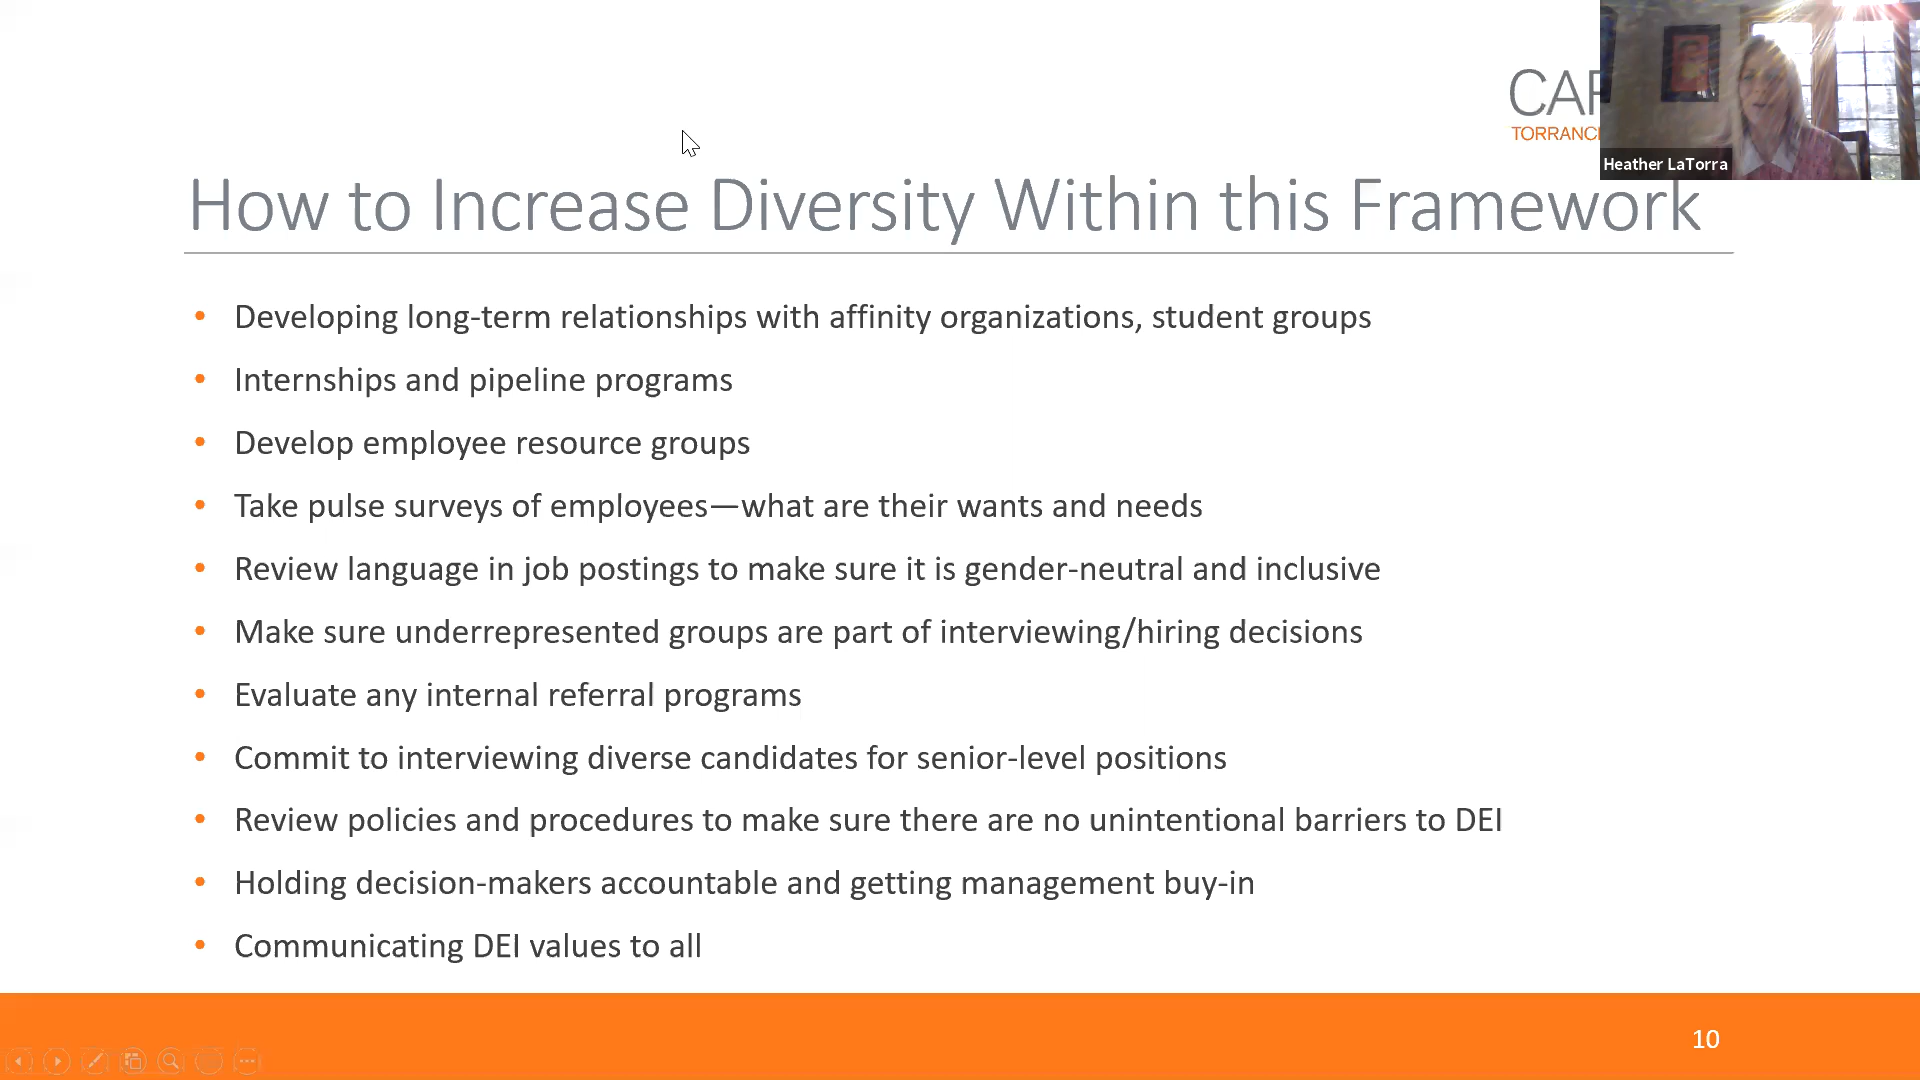 Heather LaTorra
How to Increase Diversity Within this Framework
Developing long-term relationships with affinity organizations, student groups
Internships and pipeline programs
Develop employee resource groups
Take pulse surveys of employees—what are their wants and needs
Review language in job postings to make sure it is gender-neutral and inclusive
Make sure underrepresented groups are part of interviewing/hiring decisions
Evaluate any internal referral programs
Commit to interviewing diverse candidates for senior-level positions
Review policies and procedures to make sure there are no unintentional barriers to DEI
Holding decision-makers accountable and getting management buy-in
Communicating DEI values to all
10